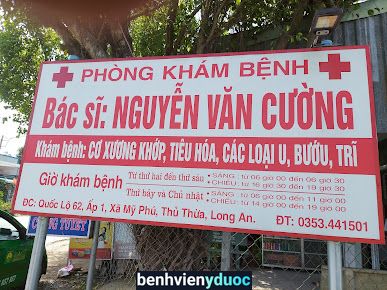 PHÒNG KHÁM BỆNH
Bác sĩ: NGUYỄN VĂN CƯỜNG
Khám bệnh: CƠ XƯƠNG KHỚP, TIÊU HÓA, CÁC LOẠI U, BƯỚU, TRĨ
Giờ khám bệnh
Từ thứ hai đến thứ sáu - SÁNG: từ 06 giờ 00 đến 06 giờ 30
- CHIỀU: từ 16 giờ 30 đến 19 giờ 00
Thứ bảy và Chủ nhật - SÁNG: từ 06 giờ 00 đến 11 giờ 00
- CHIỀU: từ 14 giờ 00 đến 19 giờ 00
ĐC: Quốc Lộ 62, Ấp 1, Xã Mỹ Phú, Thủ Thừa, Long An. ĐT: 0353.441501
benhvienyduoc